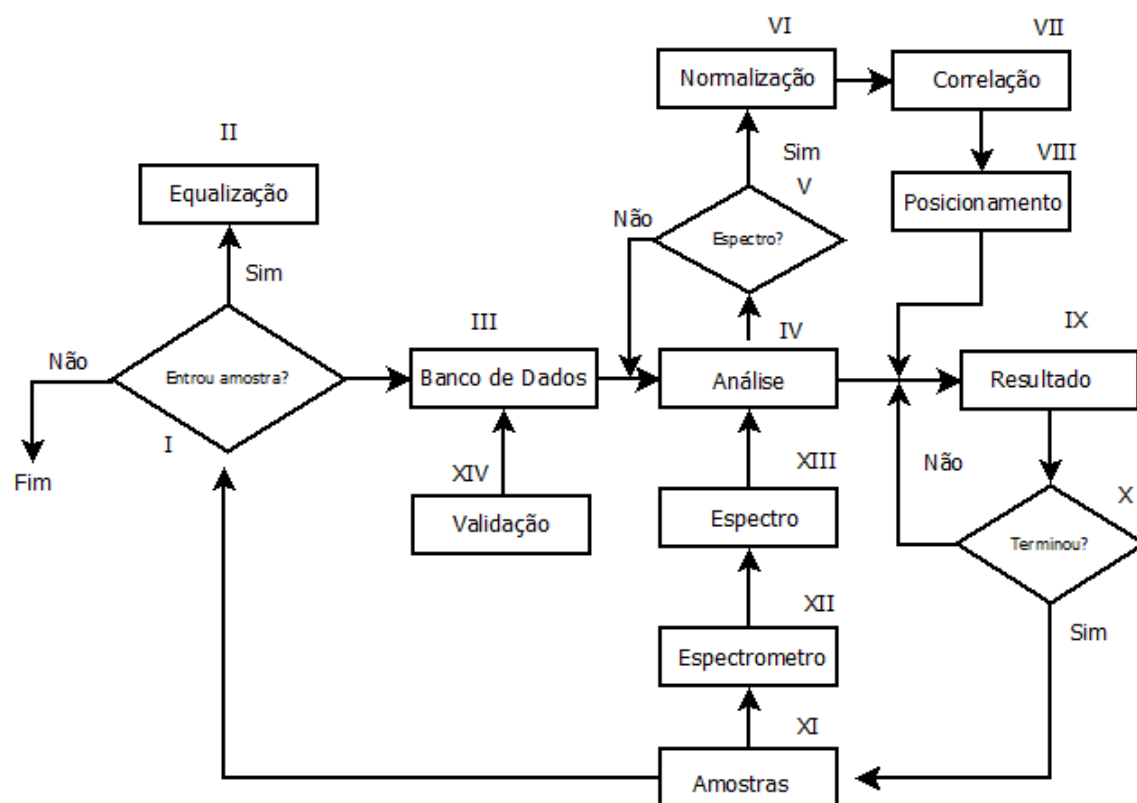 VI
VII
Normalização
Correlação
II
Sim
VIII
V
Equalização
Posicionamento
Não
Espectro?
Sim
III
IV
IX
Não
Entrou amostra?
Banco de Dados
Análise
Resultado
I
XIV
XIII
Não
Fim
X
Validação
Espectro
Terminou?
XII
Sim
Espectrometro
XI
Amostras